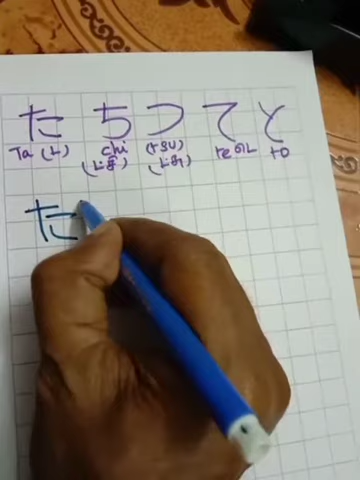 た ち つ て と
Ta chi (tsu) te to
た